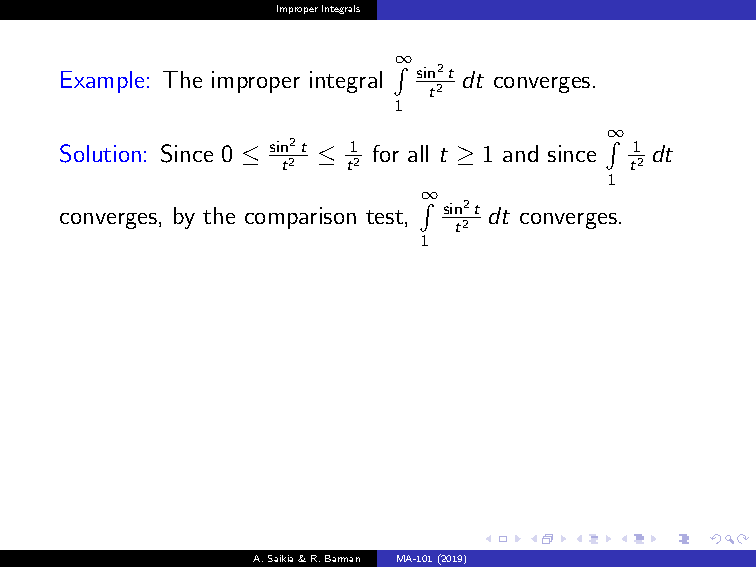 Improper Integrals
Example: The improper integral ∫₁^∞ sin² t / t² dt converges.
Solution: Since 0 ≤ sin² t / t² ≤ 1 / t² for all t ≥ 1 and since ∫₁^∞ 1 / t² dt
converges, by the comparison test, ∫₁^∞ sin² t / t² dt converges.
A. Saikia & R. Barman MA-101 (2019)